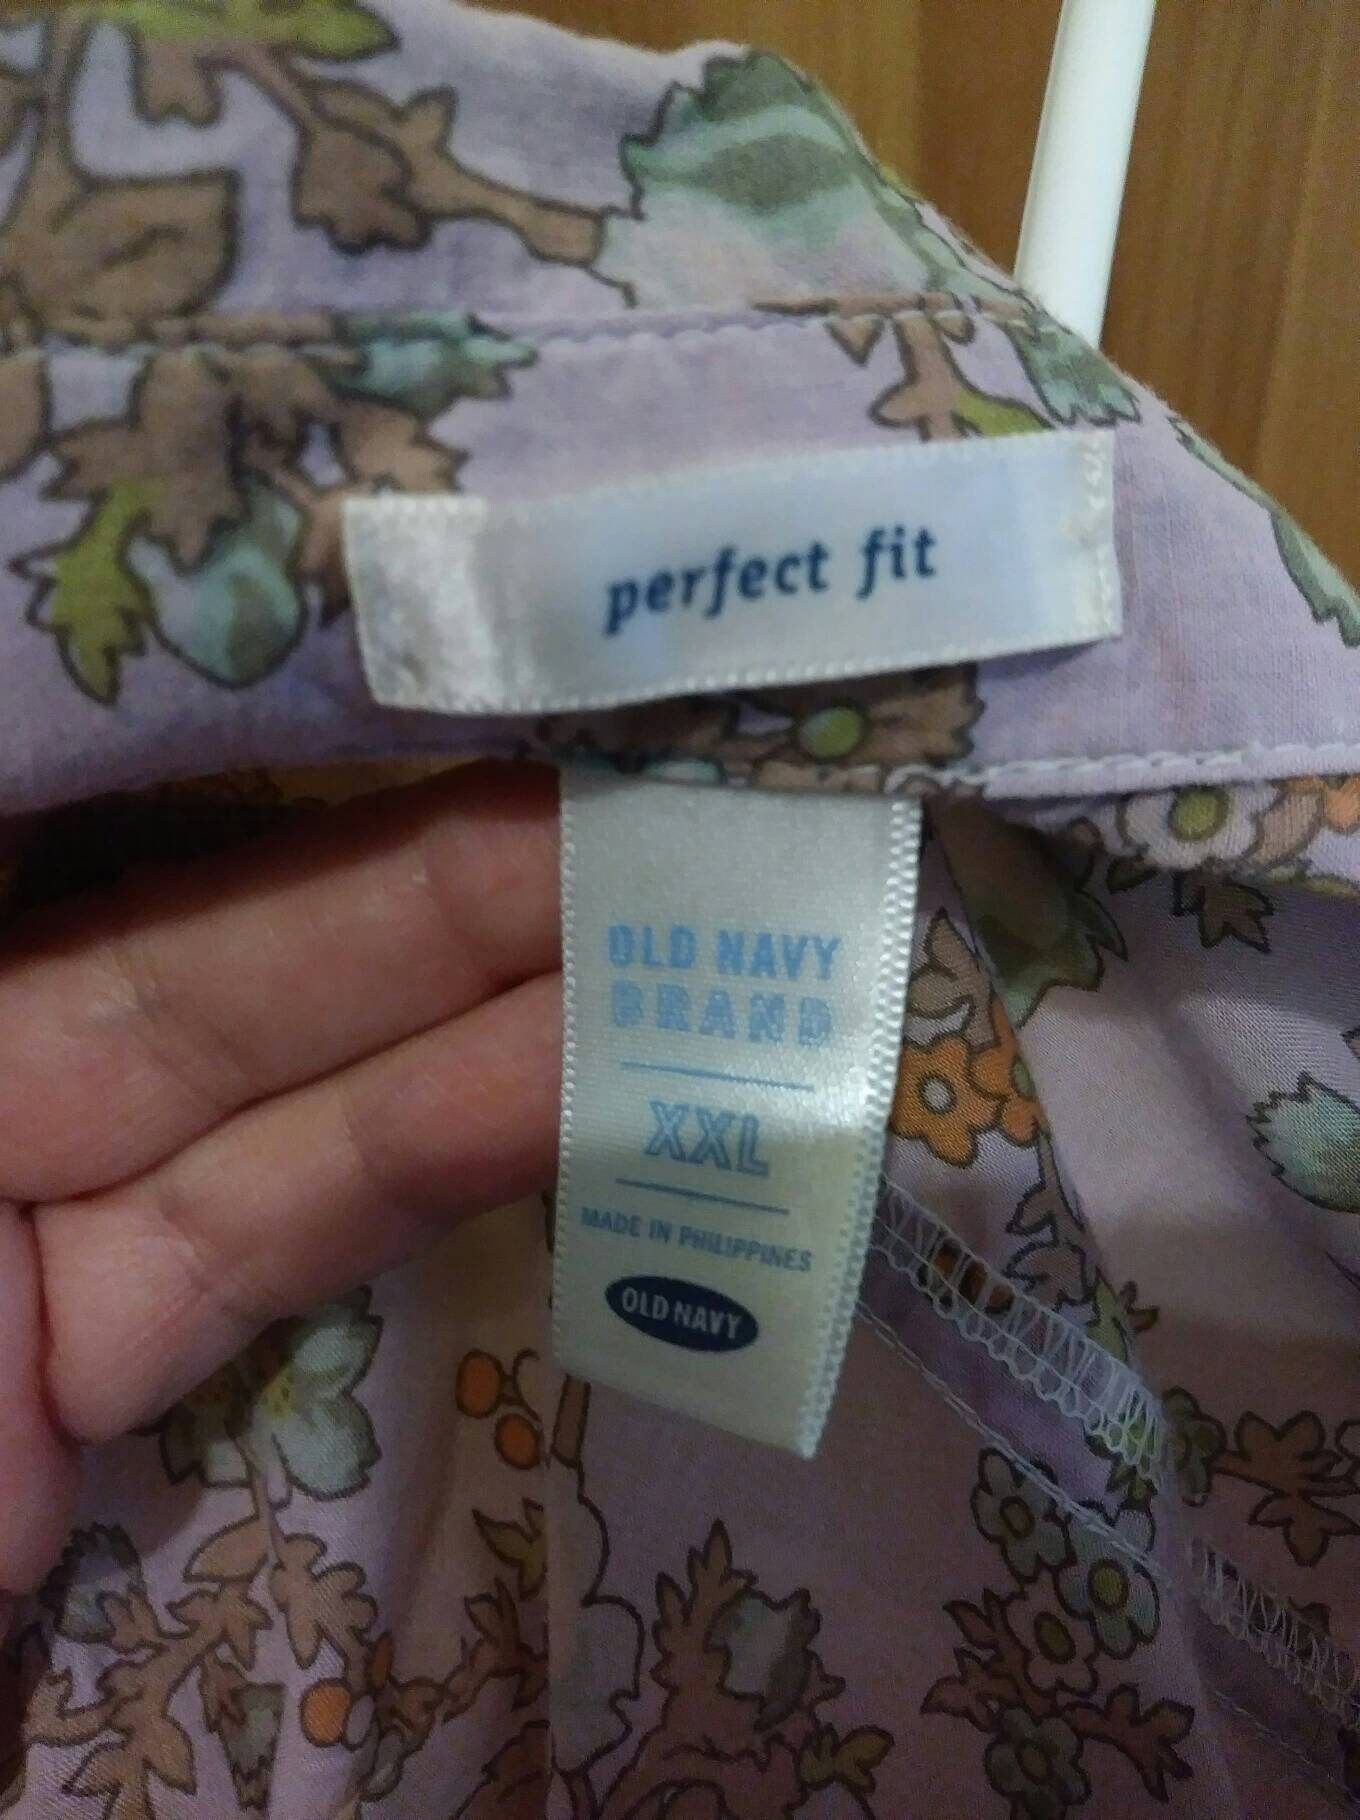 perfect fit
OLD NAVY
BRAND
XXL
MADE IN PHILIPPINES
OLD NAVY